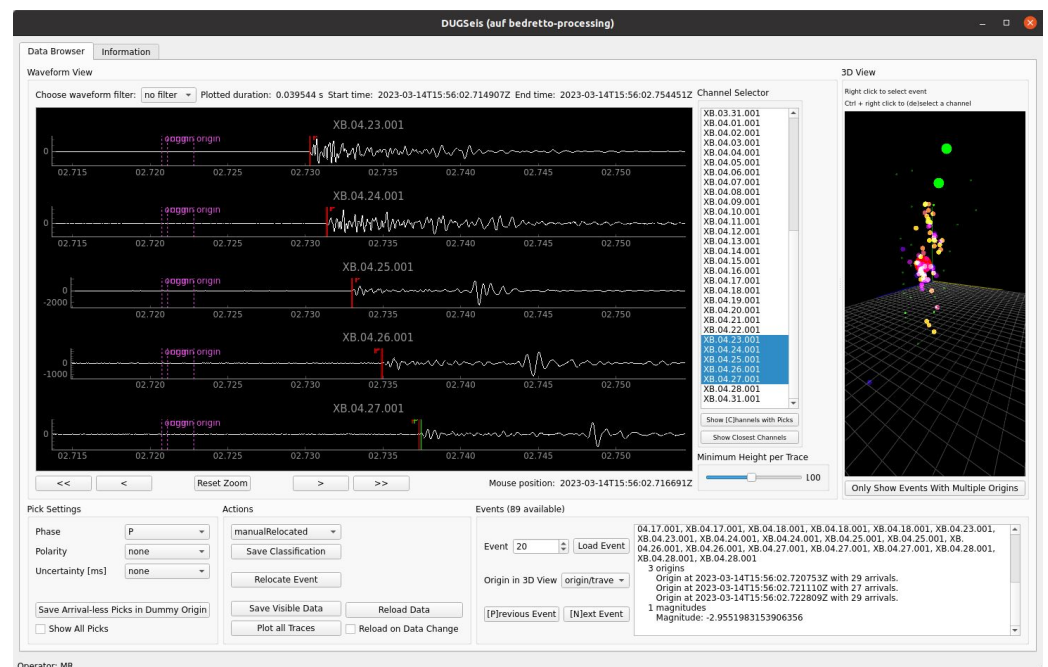 DUGSeis (auf bedretto-processing)
Data Browser Information
Waveform View
Choose waveform filter: no filter Plotted duration: 0.039544 s Start time: 2023-03-14T15:56:02.714907Z End time: 2023-03-14T15:56:02.754451Z
XB.04.23.001
origin
0
02.715 02.720 02.725 02.730 02.735 02.740 02.745 02.750
XB.04.24.001
origin
0
02.715 02.720 02.725 02.730 02.735 02.740 02.745 02.750
XB.04.25.001
origin
0
-2000
02.715 02.720 02.725 02.730 02.735 02.740 02.745 02.750
XB.04.26.001
origin
0
-1000
02.715 02.720 02.725 02.730 02.735 02.740 02.745 02.750
XB.04.27.001
origin
0
02.715 02.720 02.725 02.730 02.735 02.740 02.745 02.750
<< < Reset Zoom > >> Mouse position: 2023-03-14T15:56:02.716691Z
Channel Selector
XB.03.31.001
XB.04.01.001
XB.04.02.001
XB.04.03.001
XB.04.04.001
XB.04.05.001
XB.04.06.001
XB.04.07.001
XB.04.08.001
XB.04.09.001
XB.04.10.001
XB.04.11.001
XB.04.12.001
XB.04.13.001
XB.04.14.001
XB.04.15.001
XB.04.16.001
XB.04.17.001
XB.04.18.001
XB.04.19.001
XB.04.20.001
XB.04.21.001
XB.04.22.001
XB.04.23.001
XB.04.24.001
XB.04.25.001
XB.04.26.001
XB.04.27.001
XB.04.28.001
XB.04.31.001
Show [C]hannels with Picks
Show Closest Channels
Minimum Height per Trace
100
3D View
Right click to select event
Ctrl + right click to (de)select a channel
Only Show Events With Multiple Origins
Pick Settings
Phase P
Polarity none
Uncertainty [ms] none
Save Arrival-less Picks in Dummy Origin
Show All Picks
Actions
manualRelocated
Save Classification
Relocate Event
Save Visible Data Reload Data
Plot all Traces Reload on Data Change
Events (89 available)
Event 20 Load Event
Origin in 3D View origin/trave
[P]revious Event [N]ext Event
04.17.001, XB.04.17.001, XB.04.18.001, XB.04.18.001, XB.04.18.001, XB.04.23.001,
XB.04.23.001, XB.04.24.001, XB.04.24.001, XB.04.25.001, XB.04.25.001, XB.
04.26.001, XB.04.26.001, XB.04.27.001, XB.04.27.001, XB.04.27.001, XB.04.28.001,
XB.04.28.001, XB.04.28.001
3 origins
Origin at 2023-03-14T15:56:02.720753Z with 29 arrivals.
Origin at 2023-03-14T15:56:02.721110Z with 27 arrivals.
Origin at 2023-03-14T15:56:02.722809Z with 29 arrivals.
1 magnitudes
Magnitude: -2.9551983153906356
Operator: MR